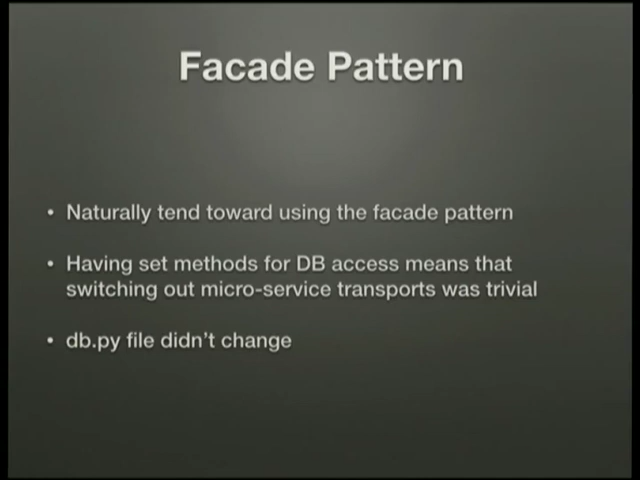 Facade Pattern
• Naturally tend toward using the facade pattern
• Having set methods for DB access means that
switching out micro-service transports was trivial
• db.py file didn't change